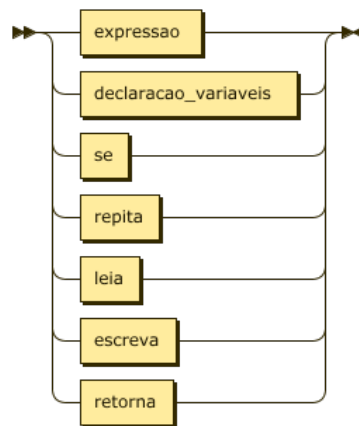 expressao
declaracao_variaveis
se
repita
leia
escreva
retorna